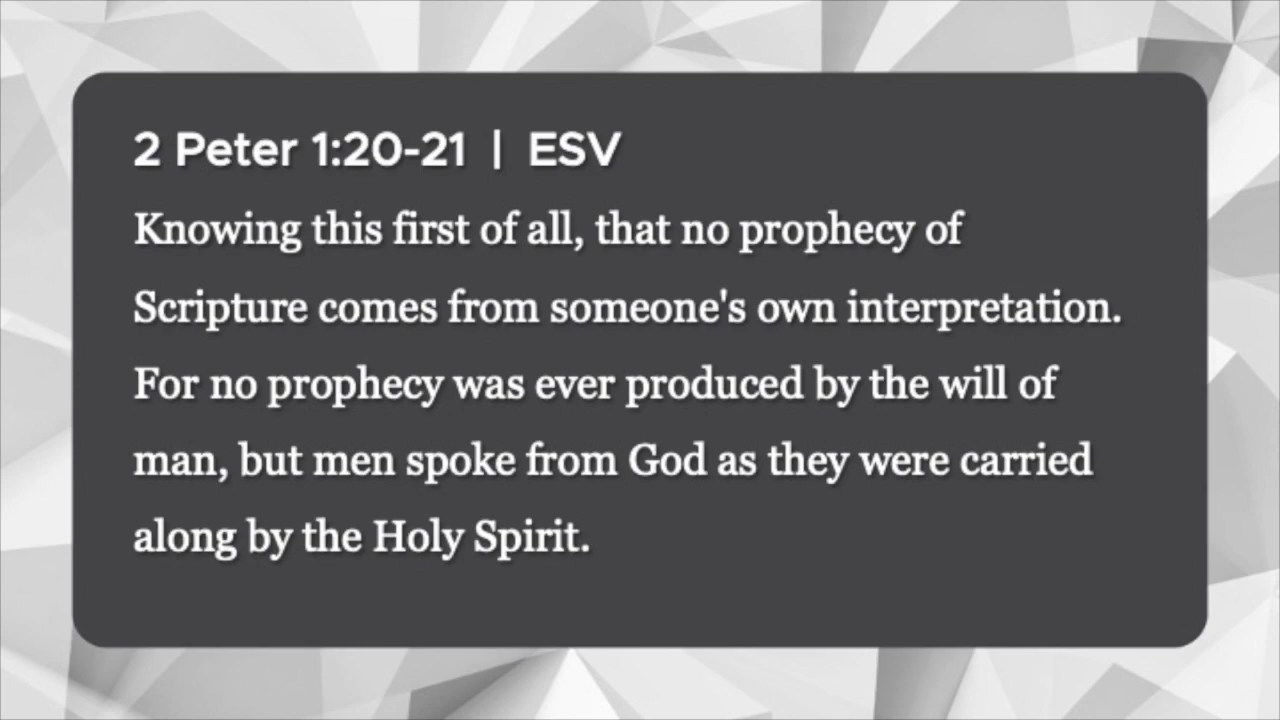 2 Peter 1:20-21 | ESV
Knowing this first of all, that no prophecy of
Scripture comes from someone's own interpretation.
For no prophecy was ever produced by the will of
man, but men spoke from God as they were carried
along by the Holy Spirit.